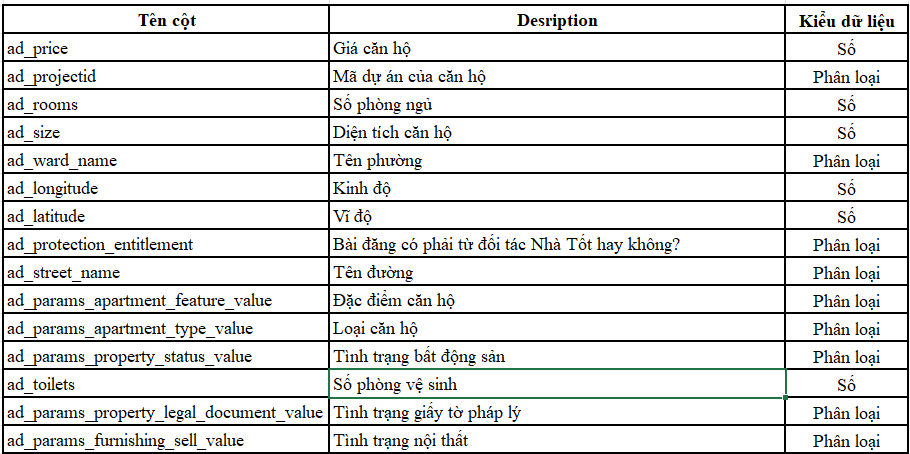 Tên cột Desription Kiểu dữ liệu
ad_price Giá căn hộ Số
ad_projectid Mã dự án của căn hộ Phân loại
ad_rooms Số phòng ngủ Số
ad_size Diện tích căn hộ Số
ad_ward_name Tên phường Phân loại
ad_longitude Kinh độ Số
ad_latitude Vĩ độ Số
ad_protection_entitlement Bài đăng có phải từ đối tác Nhà Tốt hay không? Phân loại
ad_street_name Tên đường Phân loại
ad_params_apartment_feature_value Đặc điểm căn hộ Phân loại
ad_params_apartment_type_value Loại căn hộ Phân loại
ad_params_property_status_value Tình trạng bất động sản Phân loại
ad_toilets Số phòng vệ sinh Số
ad_params_property_legal_document_value Tình trạng giấy tờ pháp lý Phân loại
ad_params_furnishing_sell_value Tình trạng nội thất Phân loại